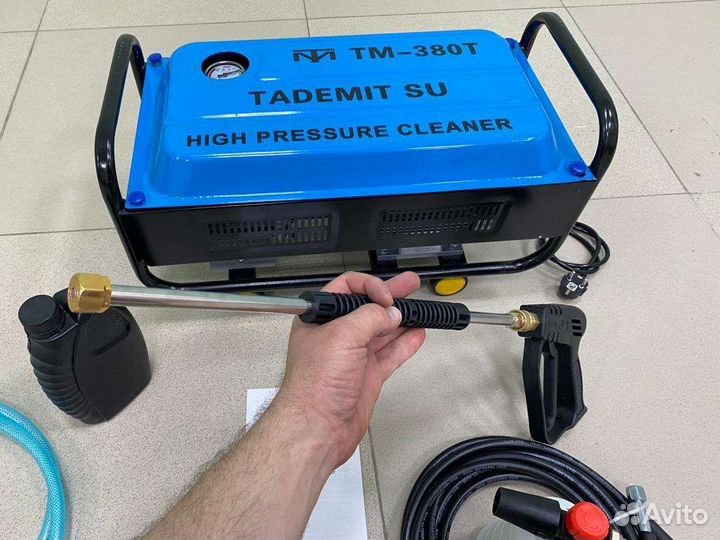 TM-380T
TADEMIT SU
HIGH PRESSURE CLEANER
Avito